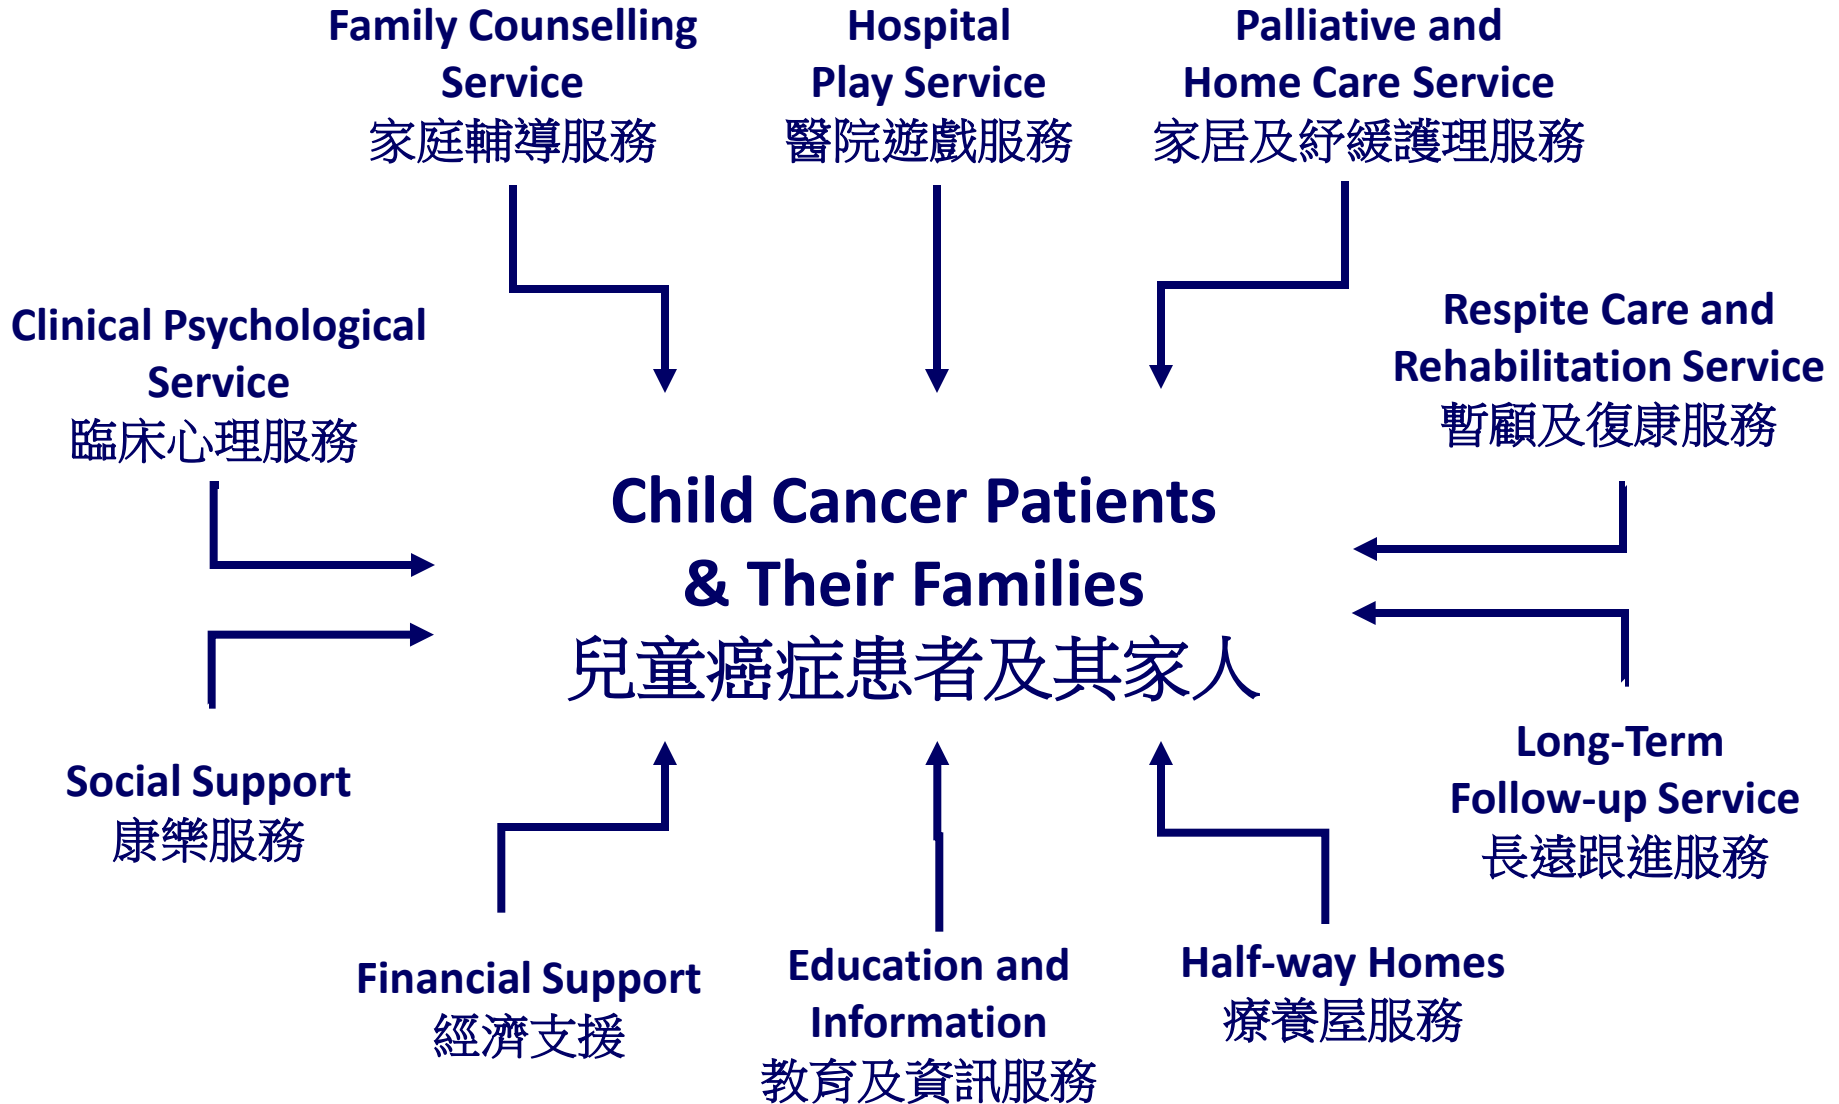 Family Counselling
Service
家庭輔導服務
Hospital
Play Service
醫院遊戲服務
Palliative and
Home Care Service
家居及紓緩護理服務
Clinical Psychological
Service
臨床心理服務
Respite Care and
Rehabilitation Service
暫顧及復康服務
Child Cancer Patients
& Their Families
兒童癌症患者及其家人
Social Support
康樂服務
Long-Term
Follow-up Service
長遠跟進服務
Financial Support
經濟支援
Education and
Information
教育及資訊服務
Half-way Homes
療養屋服務